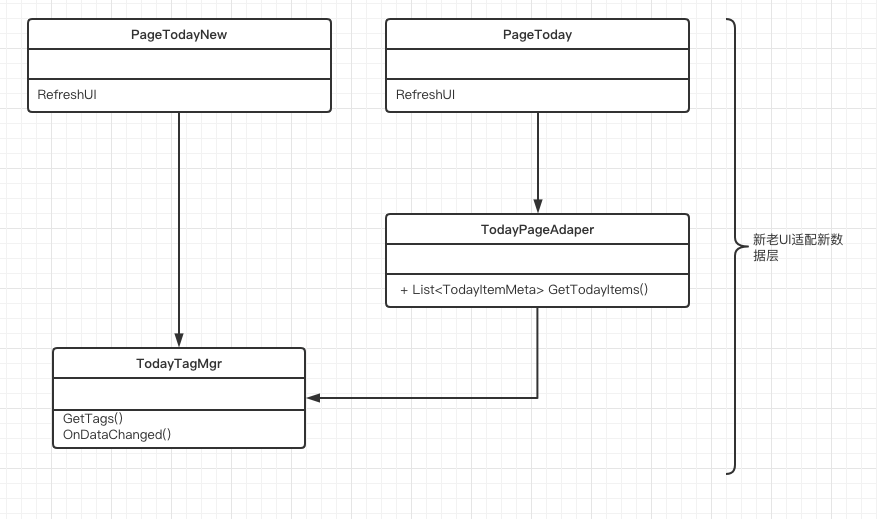 PageTodayNew
RefreshUI
PageToday
RefreshUI
TodayPageAdaper
+ List<TodayItemMeta> GetTodayItems()
新老UI适配新数
据层
TodayTagMgr
GetTags()
OnDataChanged()